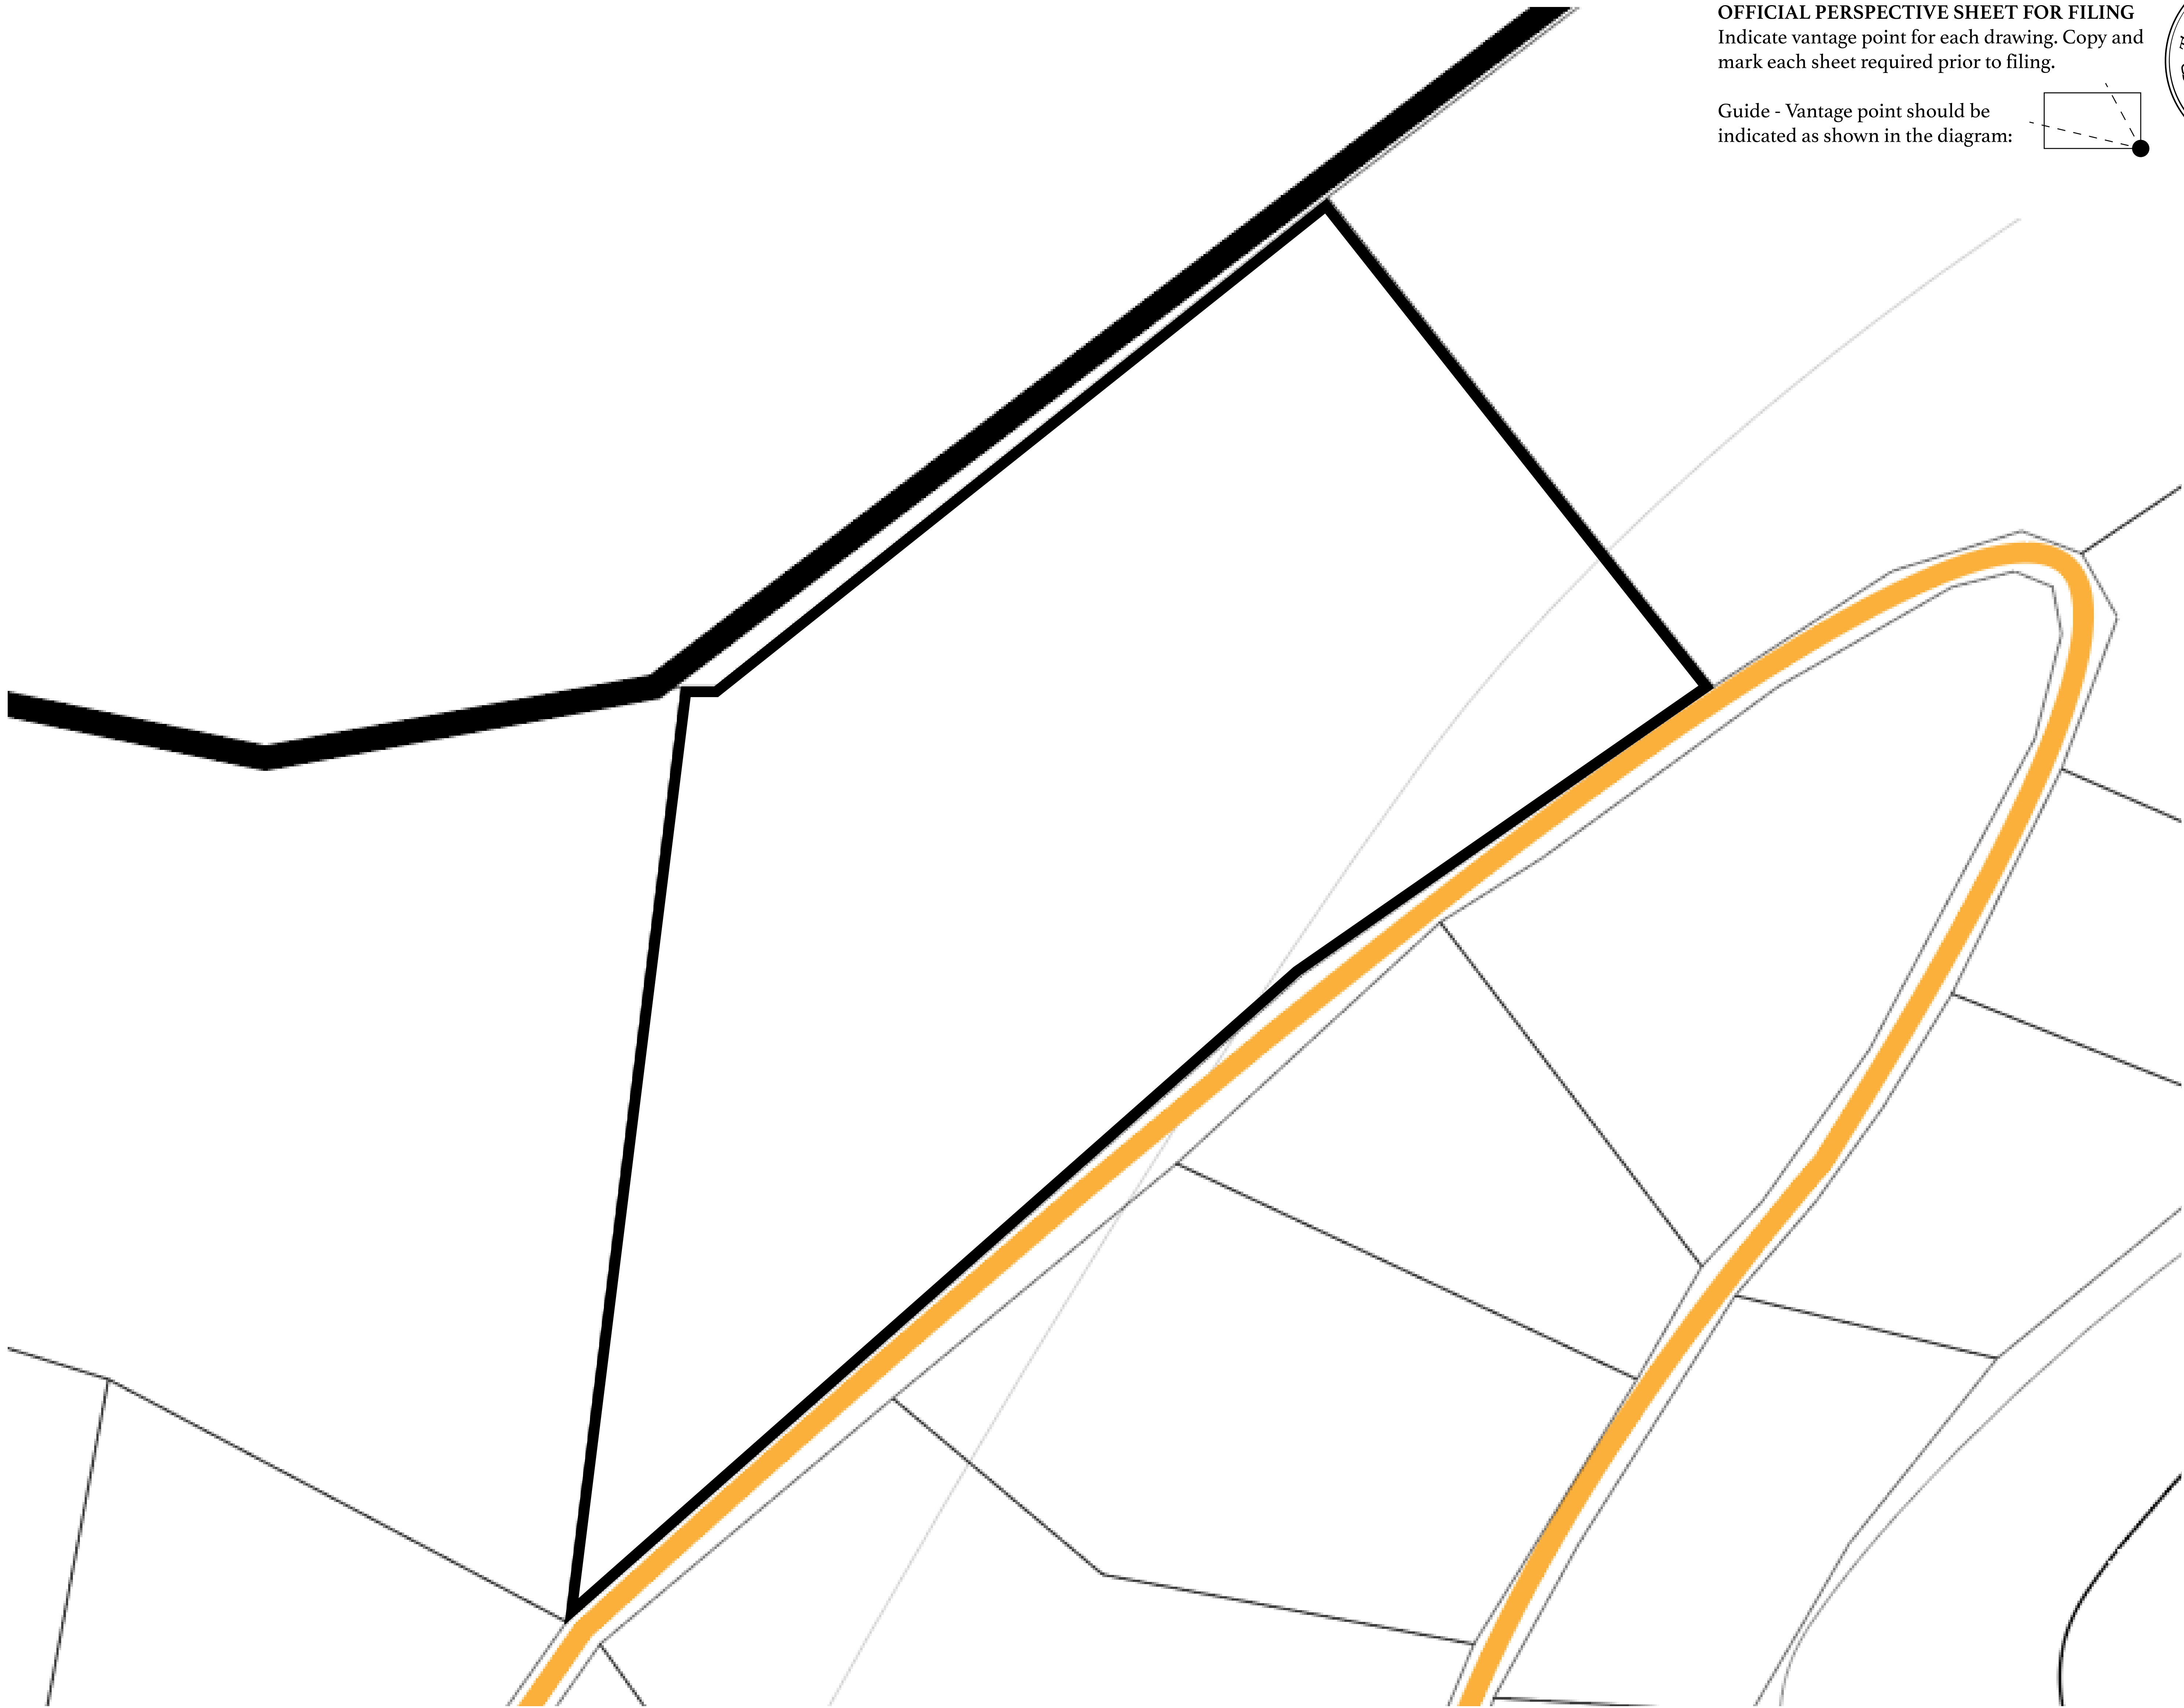 OFFICIAL PERSPECTIVE SHEET FOR FILING
Indicate vantage point for each drawing. Copy and
mark each sheet required prior to filing.
Guide - Vantage point should be
indicated as shown in the diagram: